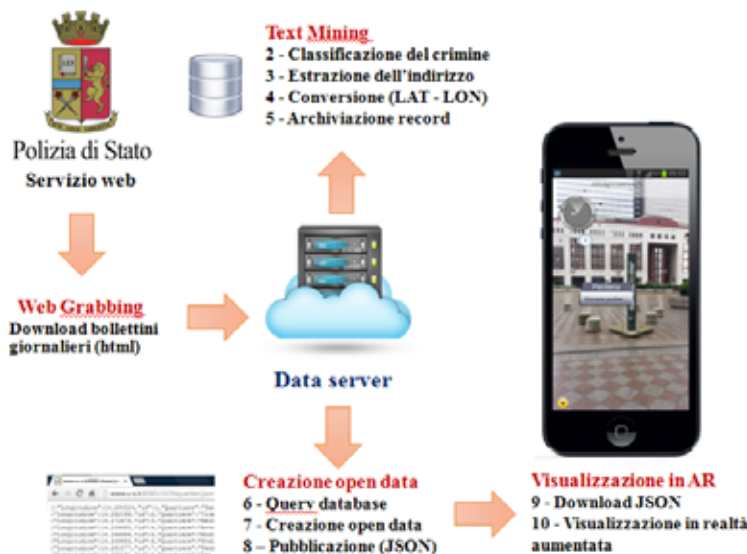 Polizia di Stato
Servizio web
Text Mining
2 - Classificazione del crimine
3 - Estrazione dell'indirizzo
4 - Conversione (LAT - LON)
5 - Archiviazione record
Web Grabbing
Download bollettini
giornalieri (html)
Data server
Creazione open data
6 - Query database
7 - Creazione open data
8 – Pubblicazione (JSON)
Visualizzazione in AR
9 - Download JSON
10 - Visualizzazione in realtà
aumentata